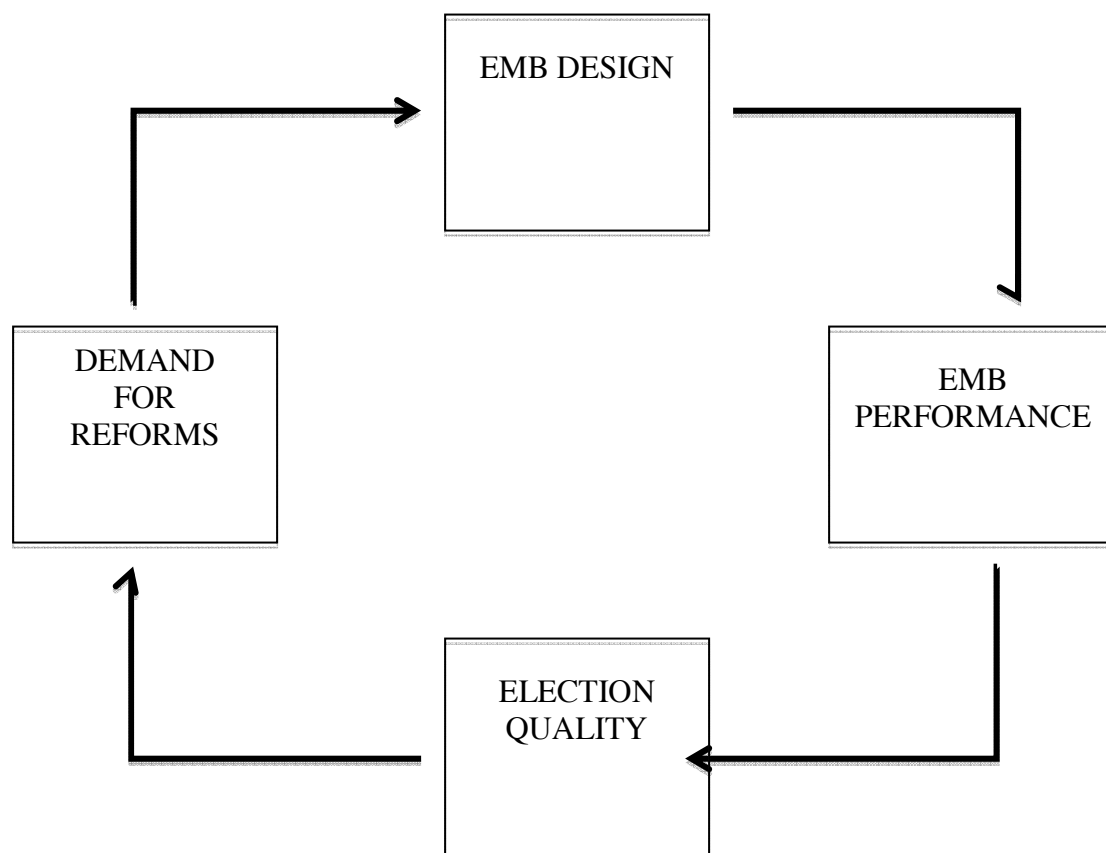 EMB DESIGN
DEMAND
FOR
REFORMS
EMB
PERFORMANCE
ELECTION
QUALITY